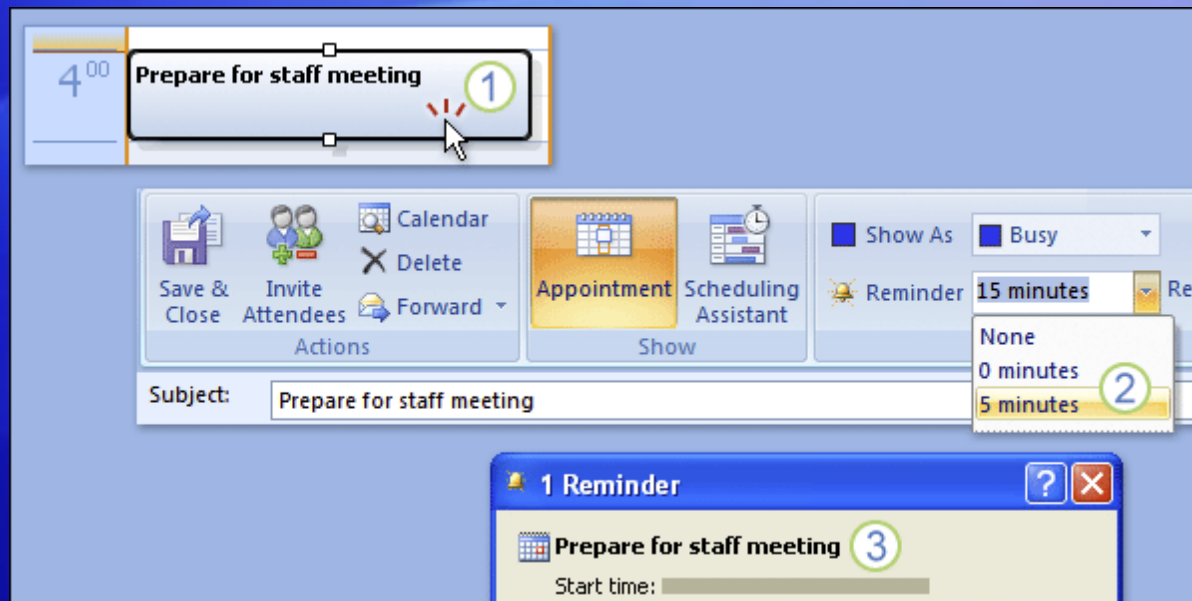 4 00
Prepare for staff meeting
1
Save & Close
Invite Attendees
Calendar
Delete
Forward
Actions
Appointment
Scheduling Assistant
Show
Show As
Busy
Reminder
15 minutes
Re
None
0 minutes
5 minutes
2
Subject:
Prepare for staff meeting
1 Reminder
?
Prepare for staff meeting
3
Start time: